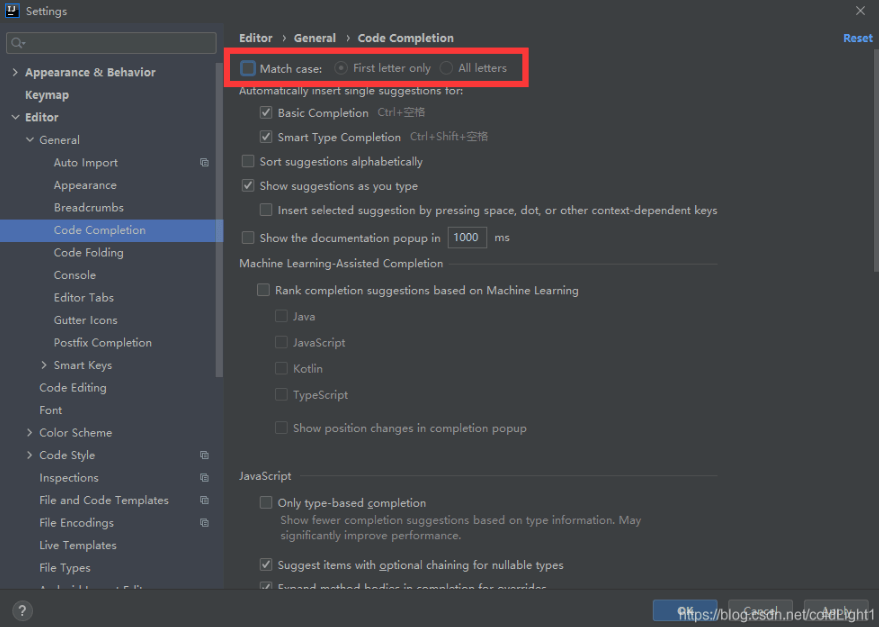 Settings
Appearance & Behavior
Keymap
Editor
General
Auto Import
Appearance
Breadcrumbs
Code Completion
Code Folding
Console
Editor Tabs
Gutter Icons
Postfix Completion
Smart Keys
Code Editing
Font
Color Scheme
Code Style
Inspections
File and Code Templates
File Encodings
Live Templates
File Types
Editor › General › Code Completion
Reset
Match case: First letter only All letters
Automatically insert single suggestions for:
Basic Completion Ctrl+空格
Smart Type Completion Ctrl+Shift+空格
Sort suggestions alphabetically
Show suggestions as you type
Insert selected suggestion by pressing space, dot, or other context-dependent keys
Show the documentation popup in 1000 ms
Machine Learning-Assisted Completion
Rank completion suggestions based on Machine Learning
Java
JavaScript
Kotlin
TypeScript
Show position changes in completion popup
JavaScript
Only type-based completion
Show fewer completion suggestions based on type information. May
significantly improve performance.
Suggest items with optional chaining for nullable types
Expand method bodies in completion for overrides
?
OK Cancel Apply
https://blog.csdn.net/coldLight1